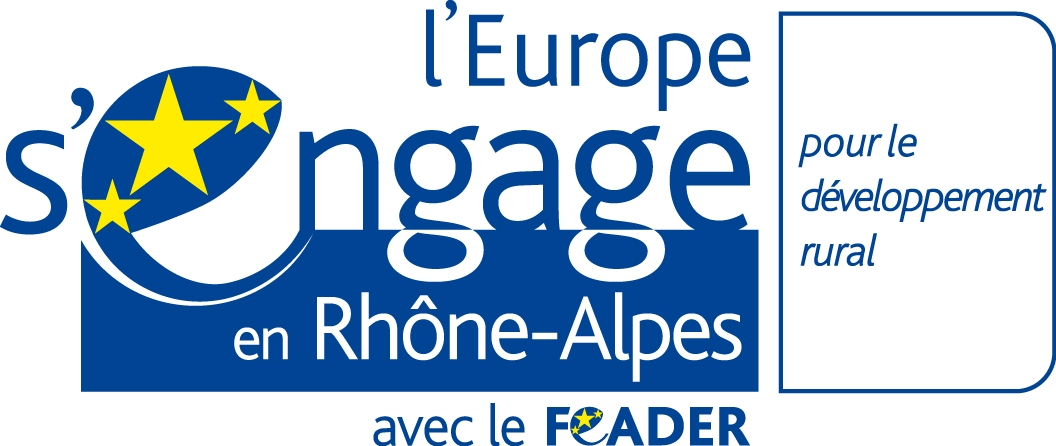 l'Europe
s'engage
en Rhône-Alpes
avec le FEADER
pour le
développement
rural